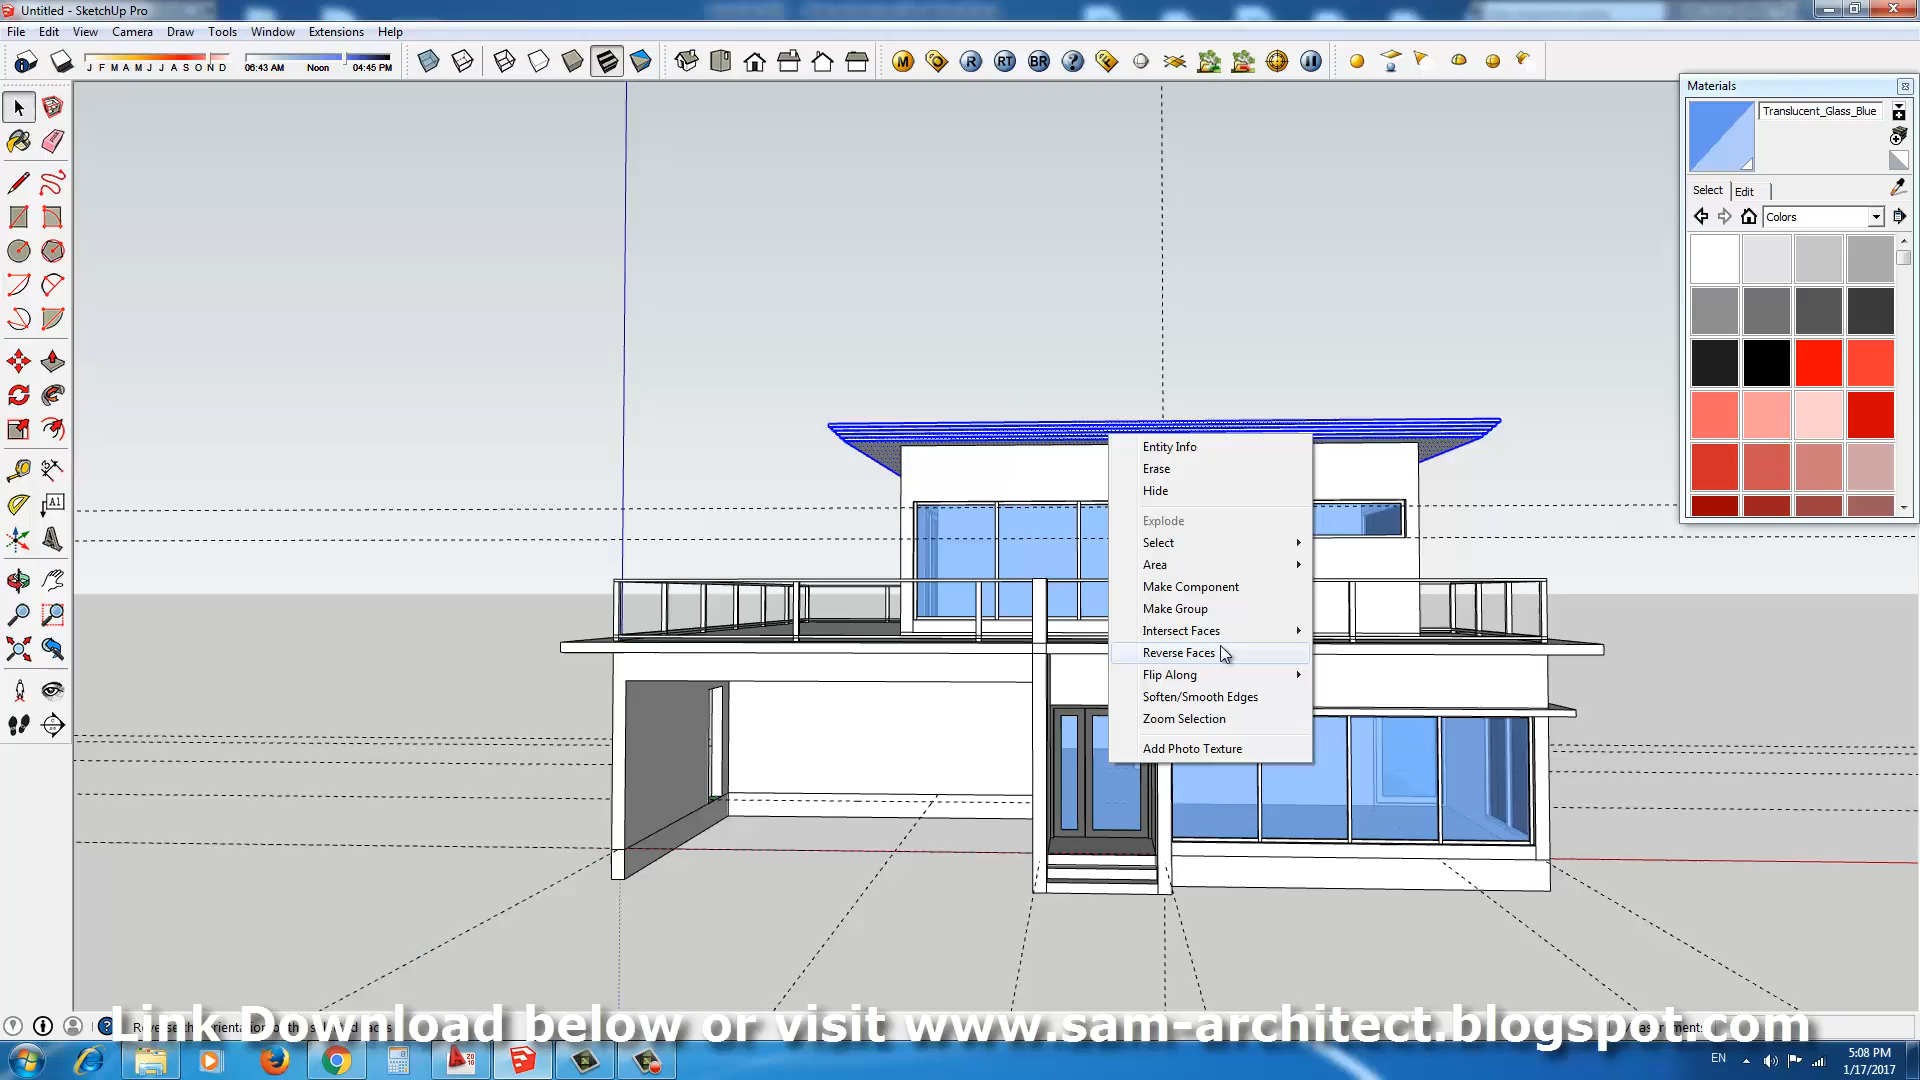 Untitled - SketchUp Pro
File Edit View Camera Draw Tools Window Extensions Help
J F M A M J J A S O N D
06:43 AM Noon 04:45 PM
M R RT BR ?
Materials
Translucent_Glass_Blue
Select Edit
Colors
A1
Entity Info
Erase
Hide
Explode
Select
Area
Make Component
Make Group
Intersect Faces
Reverse Faces
Flip Along
Soften/Smooth Edges
Zoom Selection
Add Photo Texture
Link Download below or visit www.sam-architect.blogspot.com
EN
5:08 PM
1/17/2017